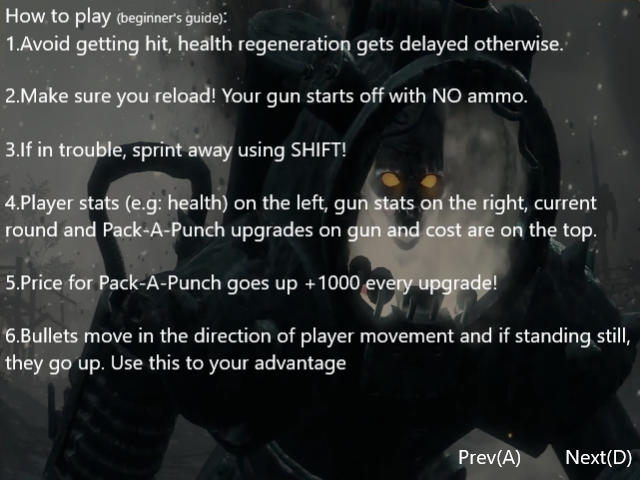 How to play (beginner's guide):
1.Avoid getting hit, health regeneration gets delayed otherwise.
2.Make sure you reload! Your gun starts off with NO ammo.
3.If in trouble, sprint away using SHIFT!
4.Player stats (e.g: health) on the left, gun stats on the right, current
round and Pack-A-Punch upgrades on gun and cost are on the top.
5.Price for Pack-A-Punch goes up +1000 every upgrade!
6.Bullets move in the direction of player movement and if standing still,
they go up. Use this to your advantage
Prev(A) Next(D)